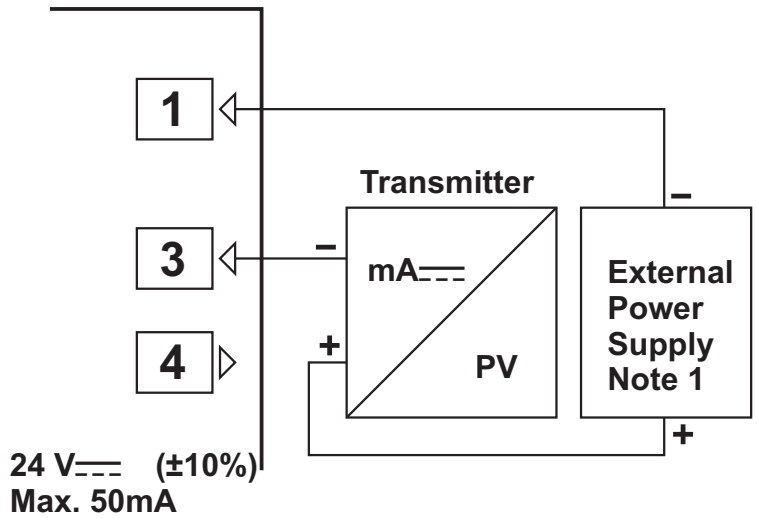 1
Transmitter
−
−
3
mA
External
Power
Supply
Note 1
+
4
PV
+
24 V (±10%)
Max. 50mA